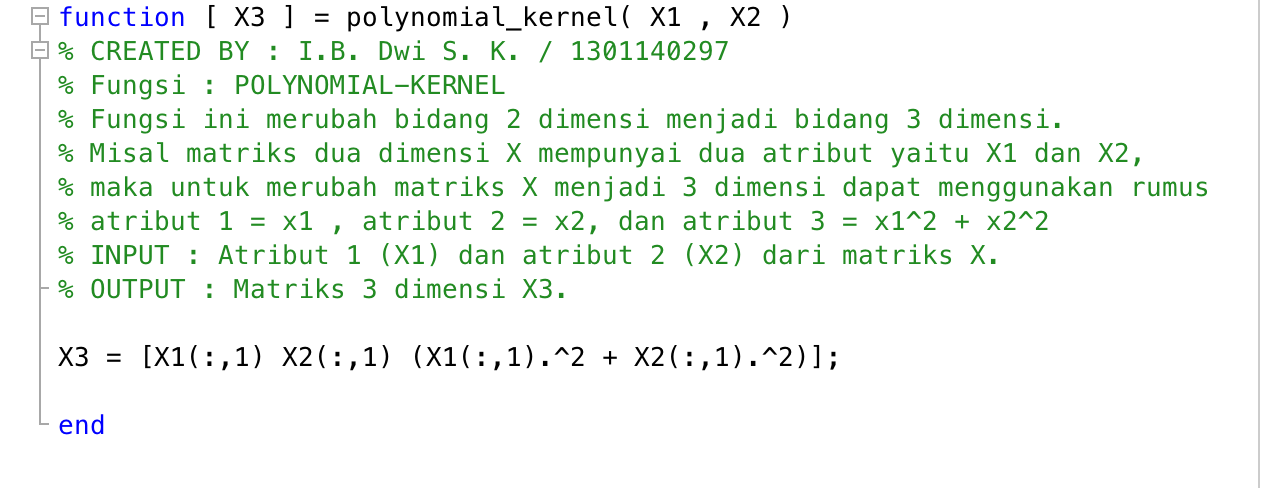 function [ X3 ] = polynomial_kernel( X1 , X2 )
% CREATED BY : I.B. Dwi S. K. / 1301140297
% Fungsi : POLYNOMIAL-KERNEL
% Fungsi ini merubah bidang 2 dimensi menjadi bidang 3 dimensi.
% Misal matriks dua dimensi X mempunyai dua atribut yaitu X1 dan X2,
% maka untuk merubah matriks X menjadi 3 dimensi dapat menggunakan rumus
% atribut 1 = x1 , atribut 2 = x2, dan atribut 3 = x1^2 + x2^2
% INPUT : Atribut 1 (X1) dan atribut 2 (X2) dari matriks X.
% OUTPUT : Matriks 3 dimensi X3.
X3 = [X1(:,1) X2(:,1) (X1(:,1).^2 + X2(:,1).^2)];
end